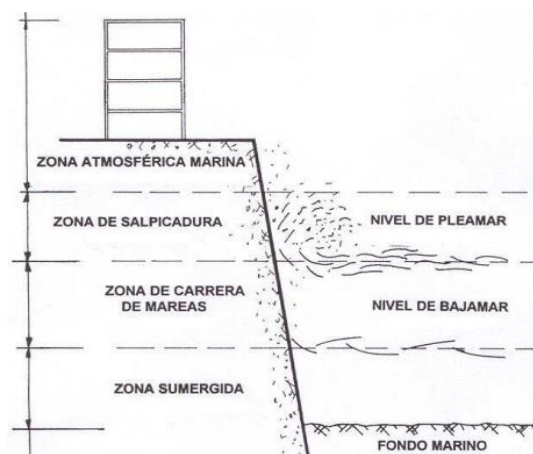 ZONA ATMOSFÉRICA MARINA
ZONA DE SALPICADURA
NIVEL DE PLEAMAR
ZONA DE CARRERA
DE MAREAS
NIVEL DE BAJAMAR
ZONA SUMERGIDA
FONDO MARINO